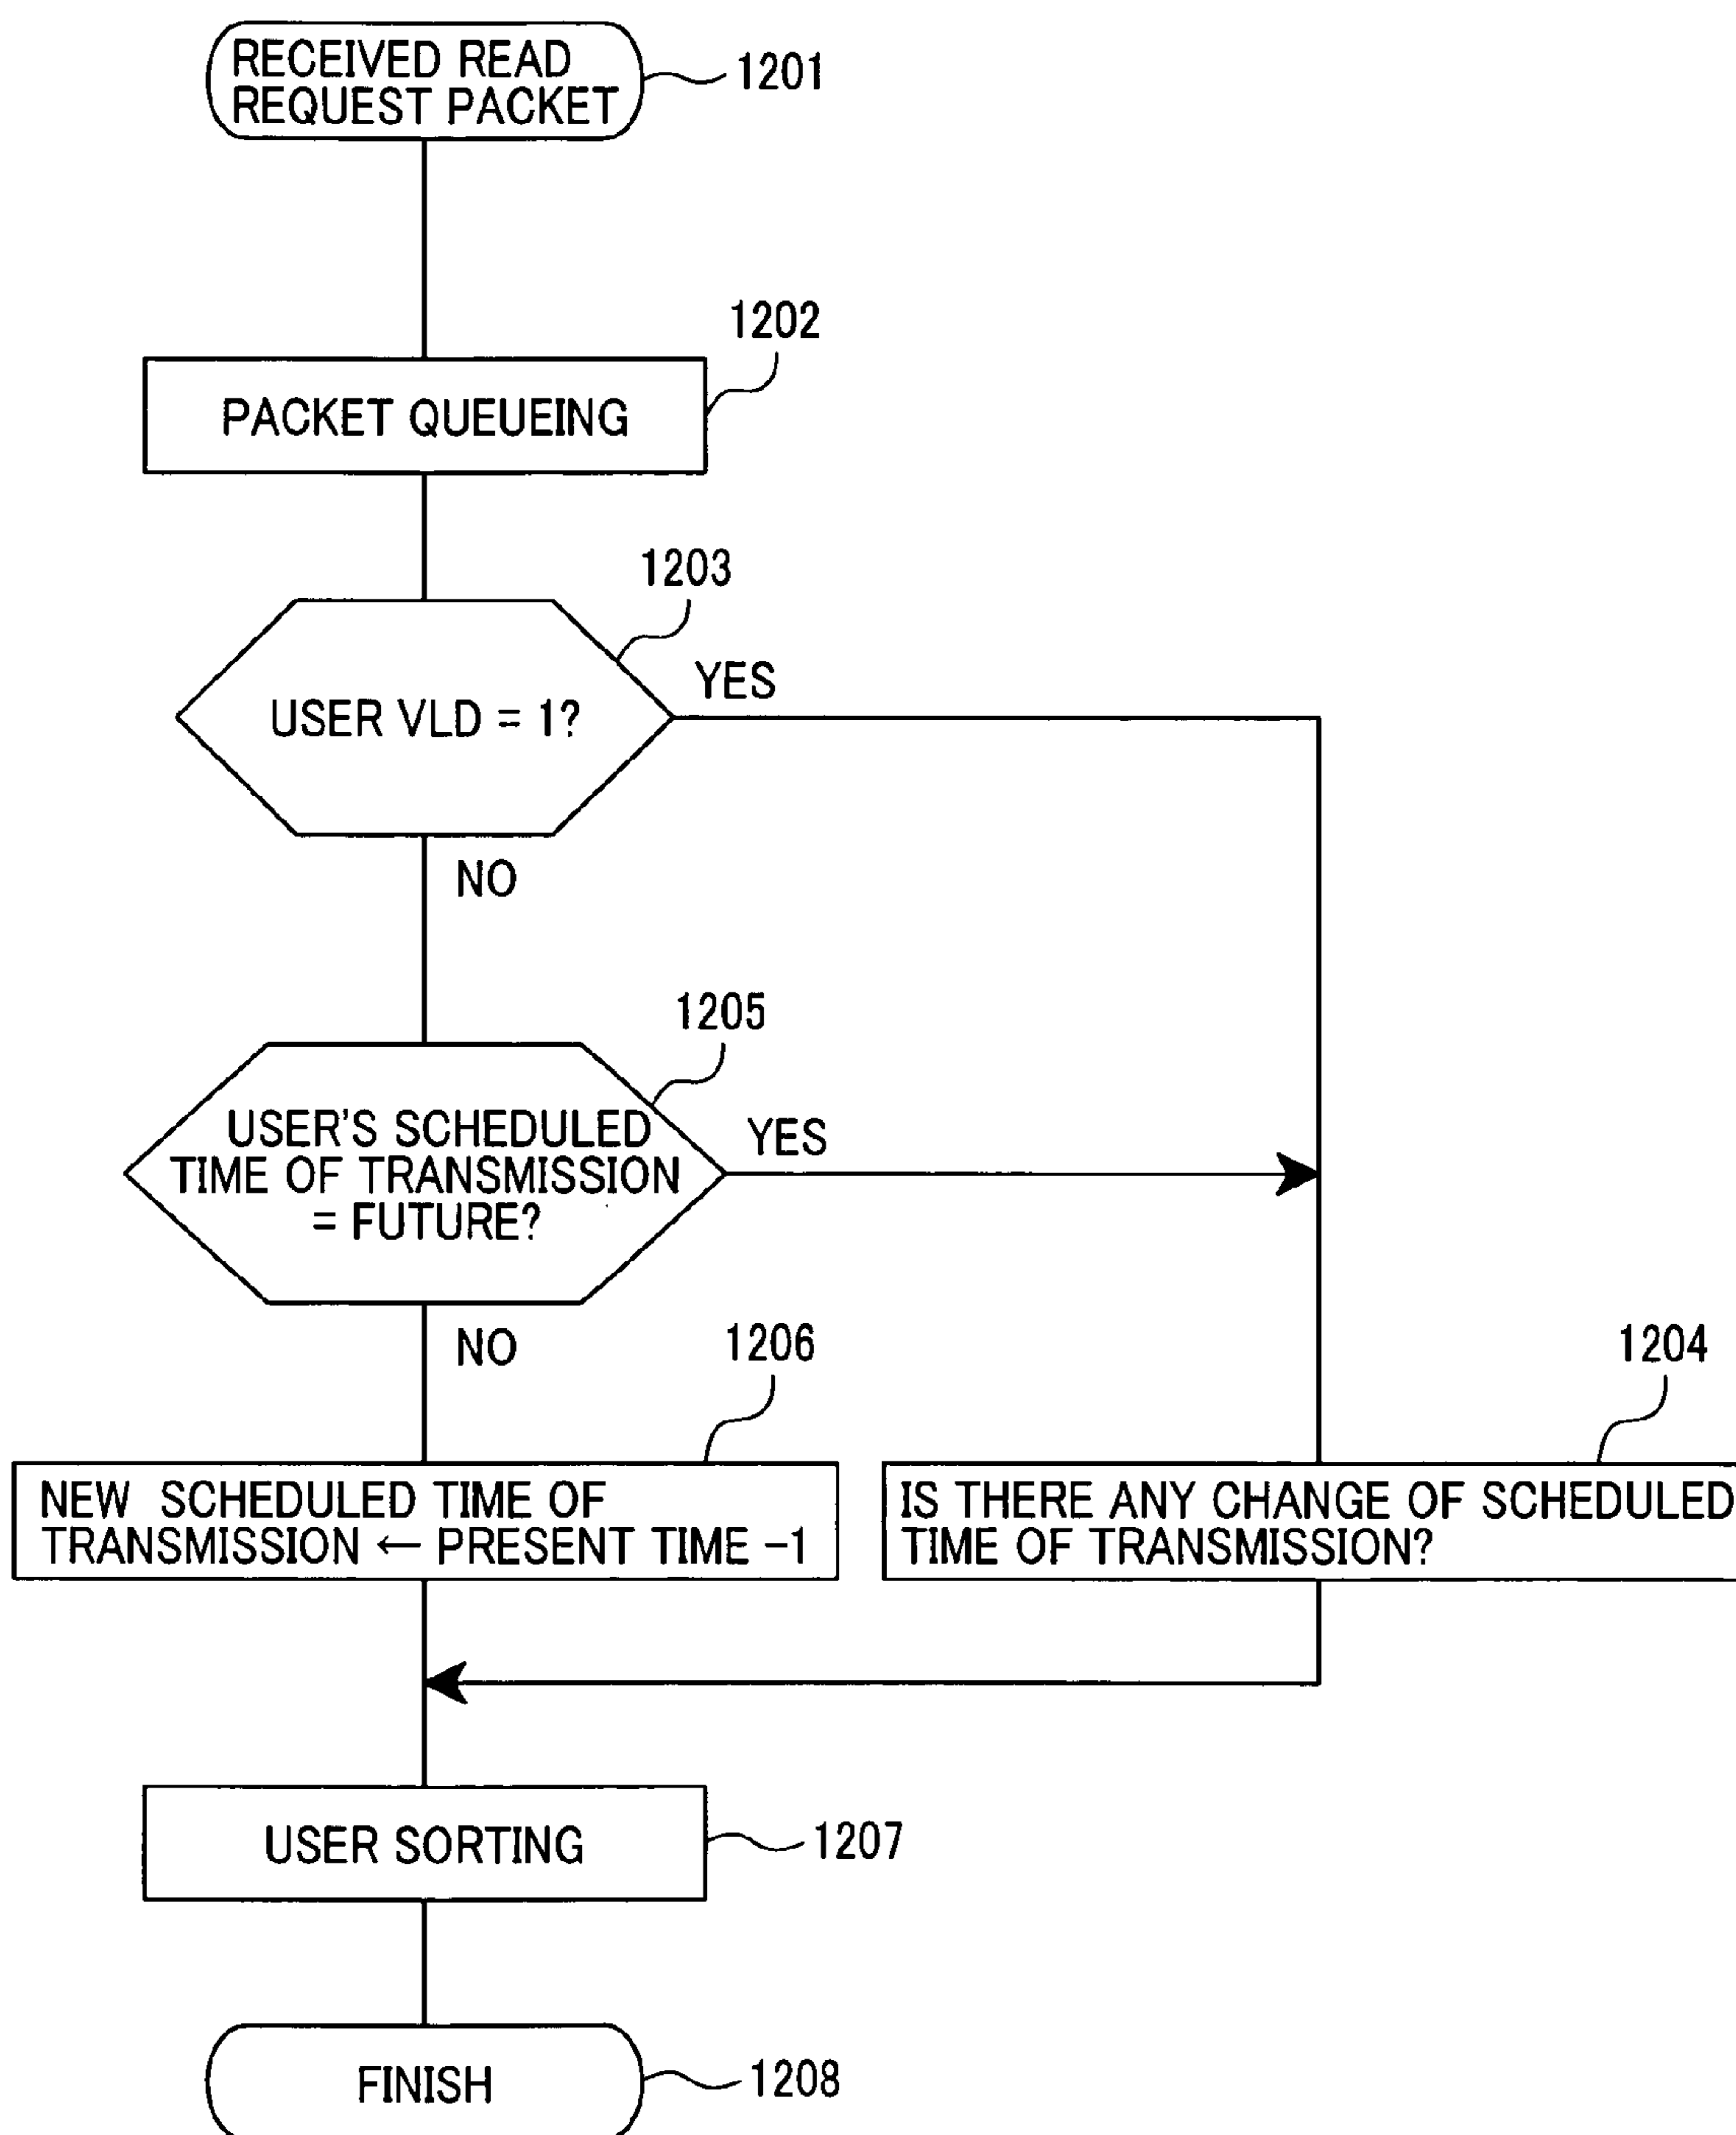 RECEIVED READ
REQUEST PACKET
1201
1202
PACKET QUEUEING
1203
YES
USER VLD = 1?
NO
1205
USER'S SCHEDULED
TIME OF TRANSMISSION
= FUTURE?
YES
NO
1206
1204
NEW SCHEDULED TIME OF
TRANSMISSION ← PRESENT TIME -1
IS THERE ANY CHANGE OF SCHEDULED
TIME OF TRANSMISSION?
USER SORTING
1207
FINISH
1208